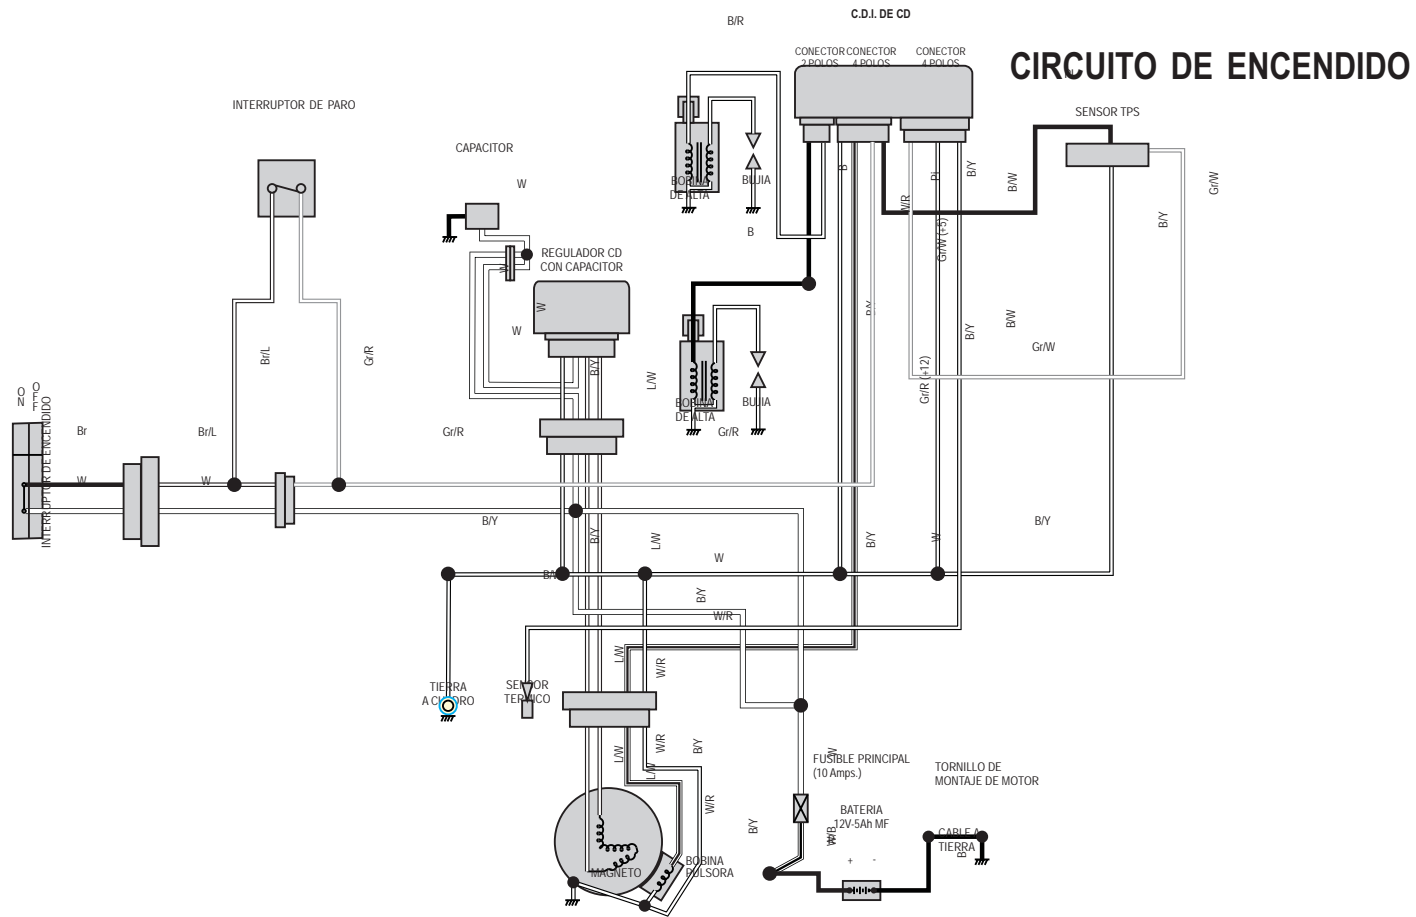 B/R
C.D.I. DE CD
CONECTOR
2 POLOS
CONECTOR
4 POLOS
CONECTOR
4 POLOS
CIRCUITO DE ENCENDIDO
INTERRUPTOR DE PARO
SENSOR TPS
CAPACITOR
W
B
Pi
B/Y
B/W
Gr/W
BOBINA
DE ALTA
BUJIA
W/R
B/Y
B
Gr/W (+5)
W
REGULADOR CD
CON CAPACITOR
W
W
B/Y
B/Y
B/W
Gr/W
Br/L
Gr/R
B/Y
L/W
Gr/R (+12)
ON
OFF
INTERRUPTOR DE ENCENDIDO
BOBINA
DE ALTA
BUJIA
Br
Br/L
Gr/R
Gr/R
W
W
B/Y
B/Y
B/Y
L/W
B/Y
W
W
B/Y
W/R
L/W
W/R
TIERRA
A CHICOTE
SENSOR
TERMICO
L/W
W/R
B/Y
L/W
W/R
W
FUSIBLE PRINCIPAL
(10 Amps.)
TORNILLO DE
MONTAJE DE MOTOR
BATERIA
12V-5Ah MF
B/Y
CABLE A
TIERRA
B
+
-
MAGNETO
BOBINA
PULSORA